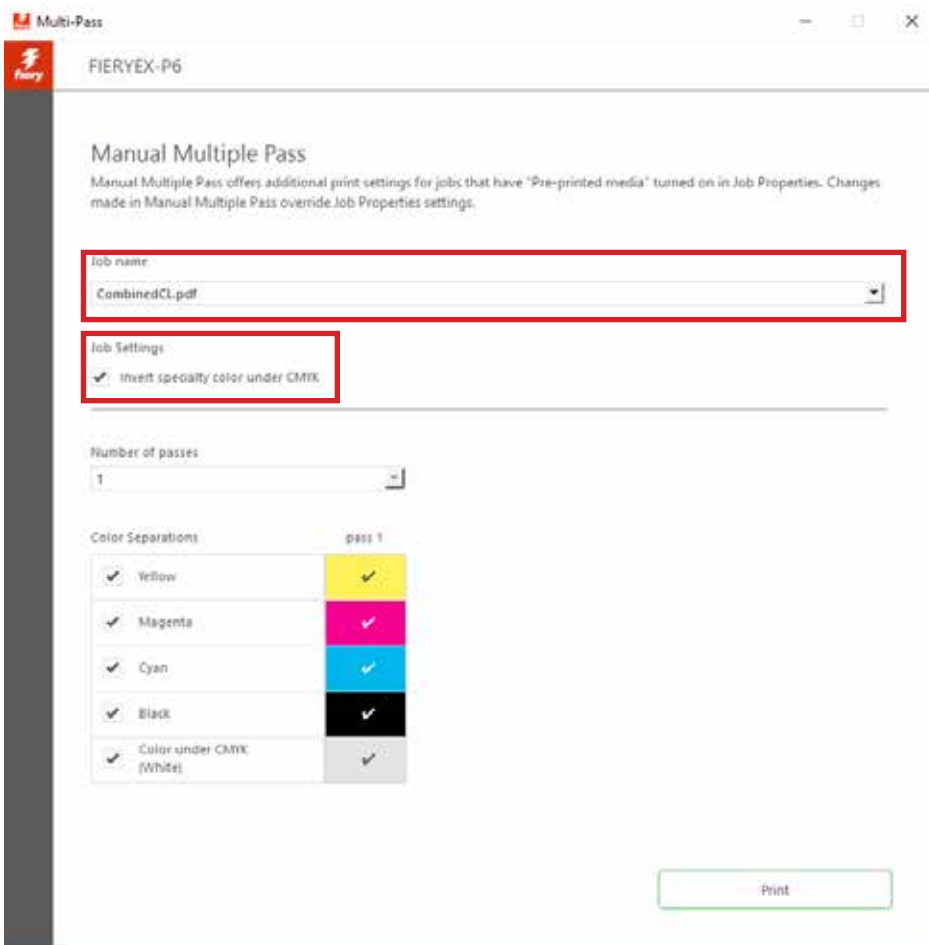 Multi-Pass
fiery
FIERYEX-P6
Manual Multiple Pass
Manual Multiple Pass offers additional print settings for jobs that have "Pre-printed media" turned on in Job Properties. Changes
made in Manual Multiple Pass override Job Properties settings.
Job name
CombinedCL.pdf
Job Settings
Invert specialty color under CMYK
Number of passes
1
Color Separations pass 1
Yellow
Magenta
Cyan
Black
Color under CMYK
(White)
Print